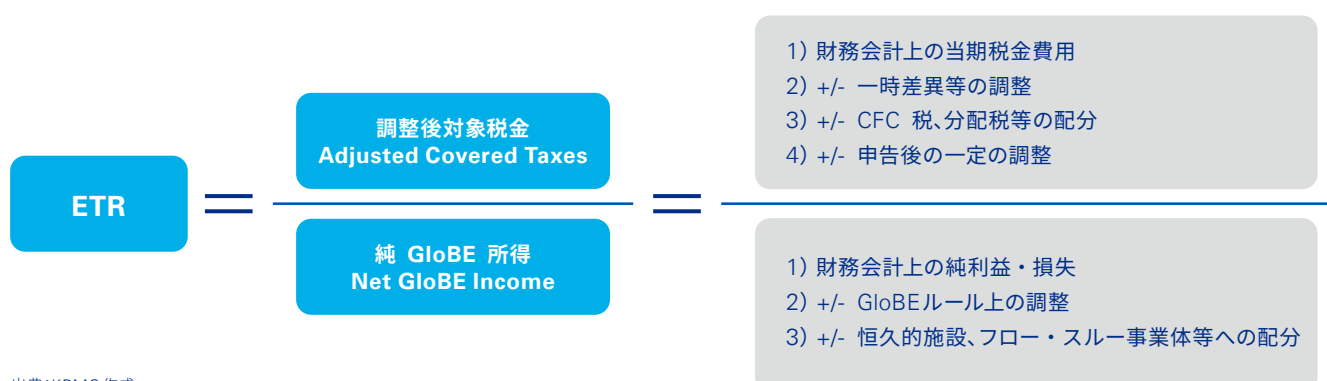 ETR
調整後対象税金
Adjusted Covered Taxes
純 GloBE 所得
Net GloBE Income
1) 財務会計上の当期税金費用
2) +/- 一時差異等の調整
3) +/- CFC 税、分配税等の配分
4) +/- 申告後の一定の調整
1) 財務会計上の純利益・損失
2) +/- GloBEルール上の調整
3) +/- 恒久的施設、フロー・スルー事業体等への配分